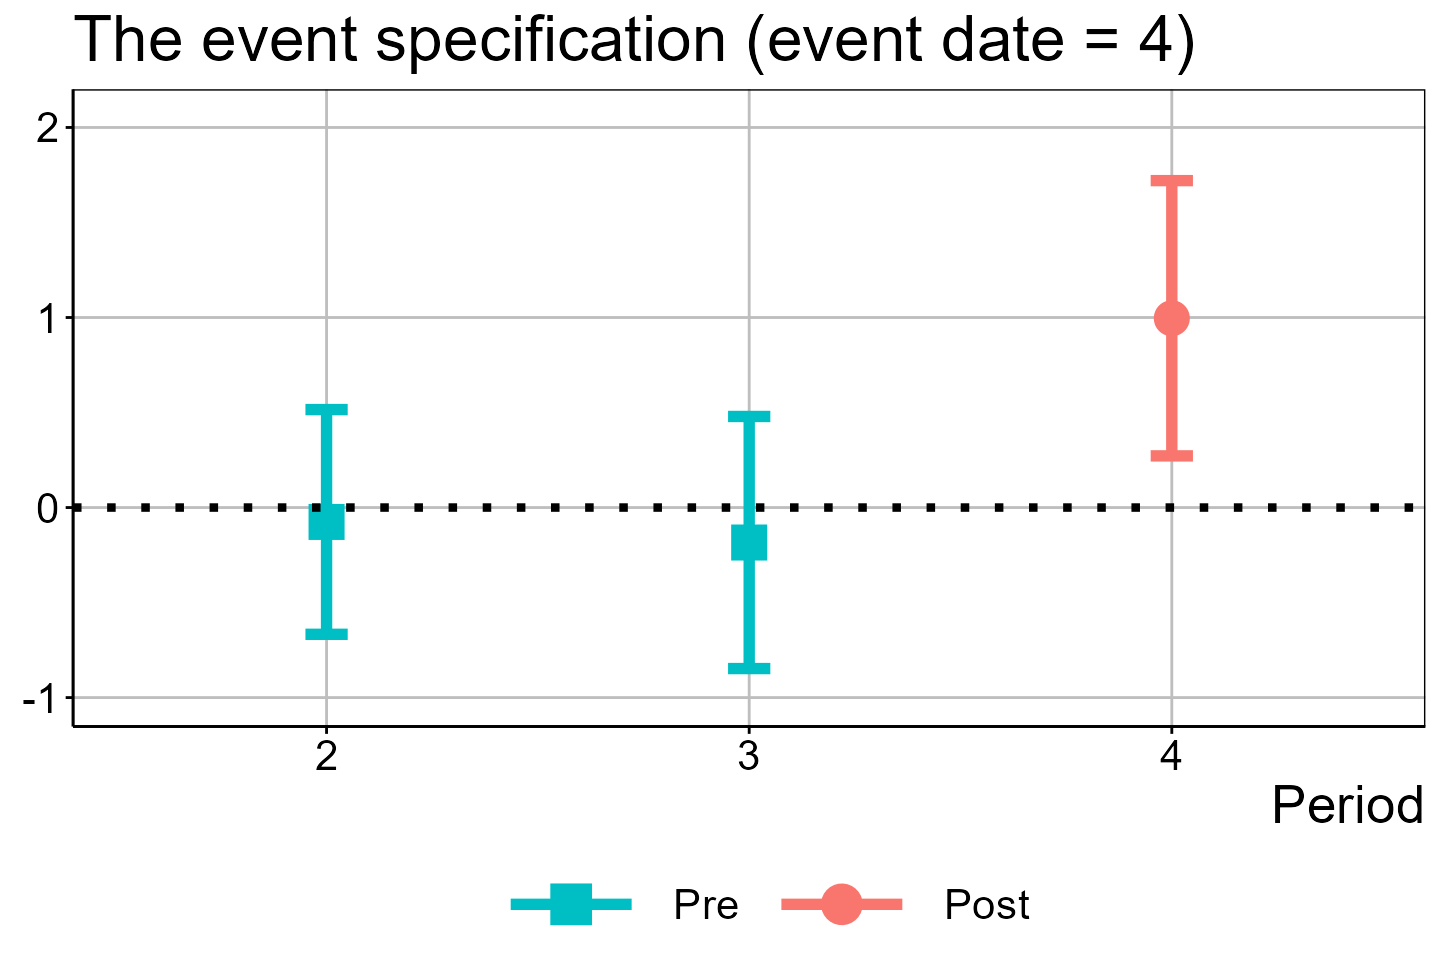 The event specification (event date = 4)
2
1
0
-1
2 3 4
Period
Pre Post